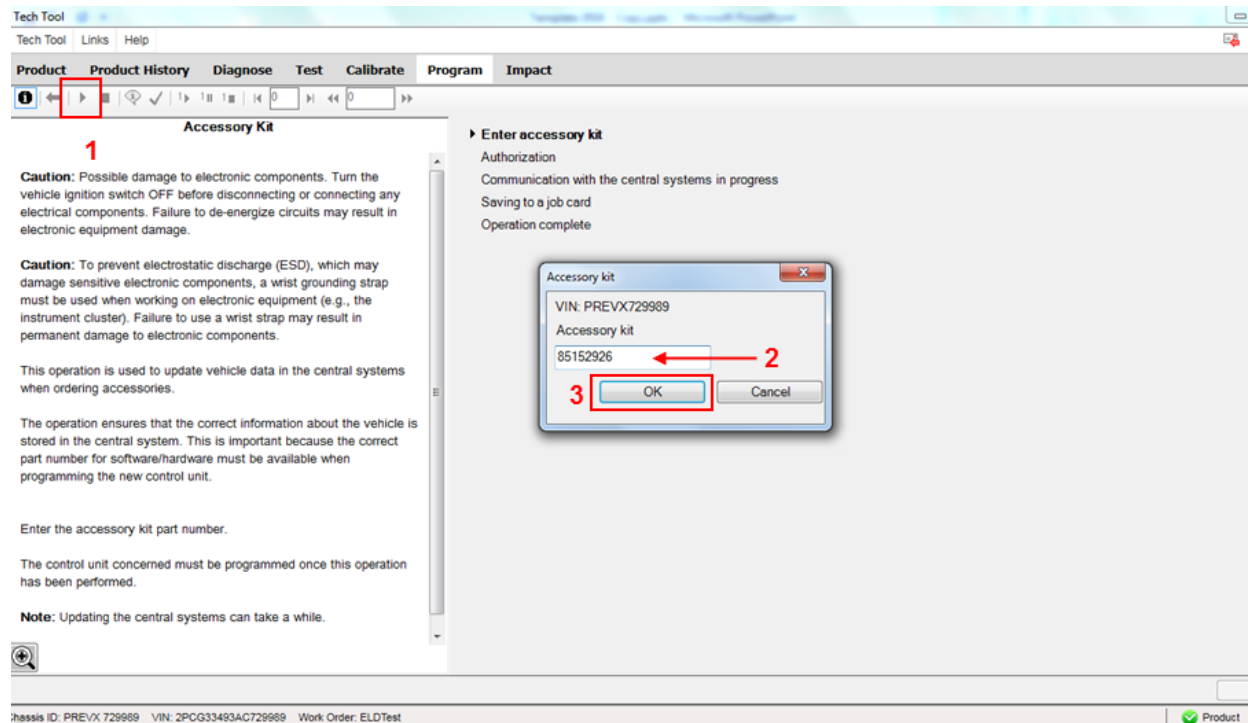 Tech Tool
Tech Tool Links Help
Product Product History Diagnose Test Calibrate Program Impact
0 0
1
Accessory Kit
Caution: Possible damage to electronic components. Turn the
vehicle ignition switch OFF before disconnecting or connecting any
electrical components. Failure to de-energize circuits may result in
electronic equipment damage.
Caution: To prevent electrostatic discharge (ESD), which may
damage sensitive electronic components, a wrist grounding strap
must be used when working on electronic equipment (e.g., the
instrument cluster). Failure to use a wrist strap may result in
permanent damage to electronic components.
This operation is used to update vehicle data in the central systems
when ordering accessories.
The operation ensures that the correct information about the vehicle is
stored in the central system. This is important because the correct
part number for software/hardware must be available when
programming the new control unit.
Enter the accessory kit part number.
The control unit concerned must be programmed once this operation
has been performed.
Note: Updating the central systems can take a while.
Enter accessory kit
Authorization
Communication with the central systems in progress
Saving to a job card
Operation complete
Accessory kit
VIN: PREVX729989
Accessory kit
85152926
2
3
OK Cancel
Chassis ID: PREVX 729989 VIN: 2PCG33493AC729989 Work Order: ELDTest
Product